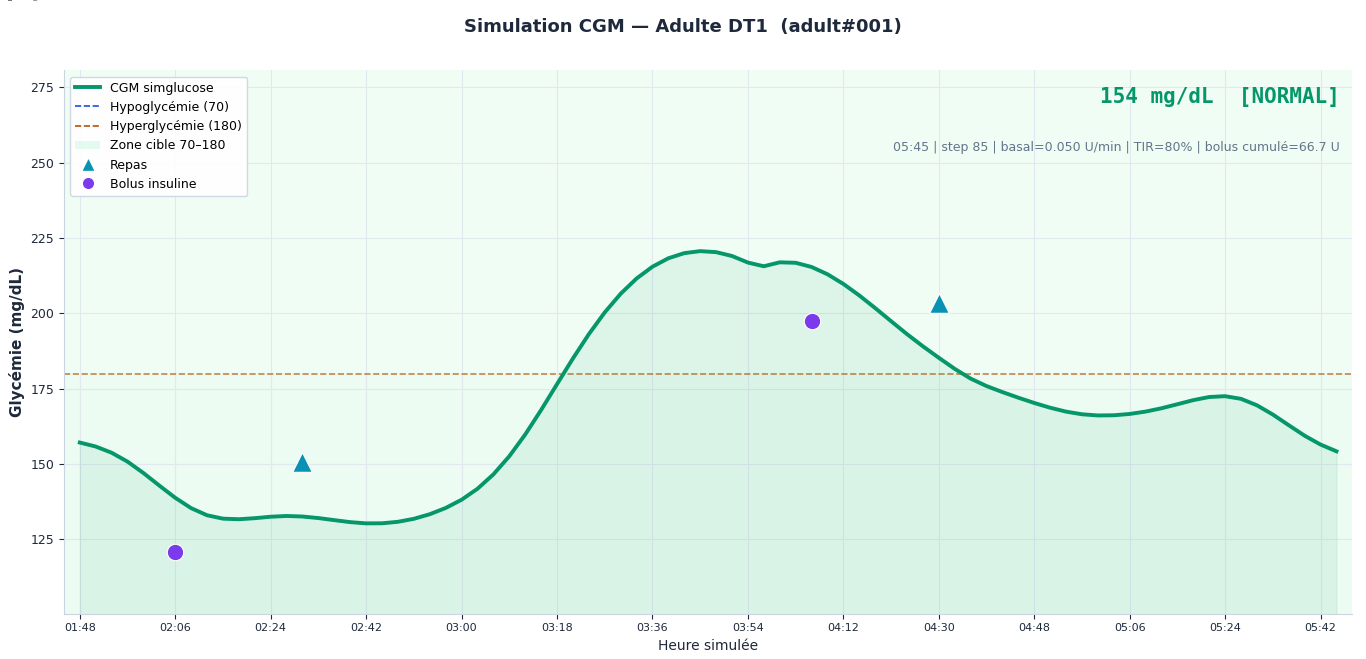 Simulation CGM — Adulte DT1 (adult#001)
CGM simglucose
Hypoglycémie (70)
Hyperglycémie (180)
Zone cible 70–180
Repas
Bolus insuline
154 mg/dL [NORMAL]
05:45 | step 85 | basal=0.050 U/min | TIR=80% | bolus cumulé=66.7 U
Glycémie (mg/dL)
275
250
225
200
175
150
125
01:48 02:06 02:24 02:42 03:00 03:18 03:36 03:54 04:12 04:30 04:48 05:06 05:24 05:42
Heure simulée